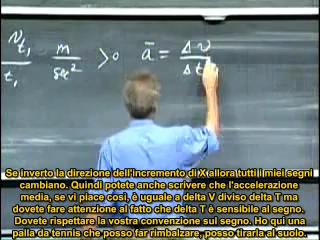 v t₁ m
t₁ sec² >0 ā = Δv
Δt
Se inverto la direzione dell'incremento di X allora tutti i miei segni
cambiano. Quindi potete anche scrivere che l'accelerazione
media, se vi piace così, è uguale a delta V diviso delta T ma
dovete fare attenzione al fatto che delta T è sensibile al segno.
Dovete rispettare la vostra convenzione sul segno. Ho qui una
palla da tennis che posso far rimbalzare, posso tirarla al suolo.